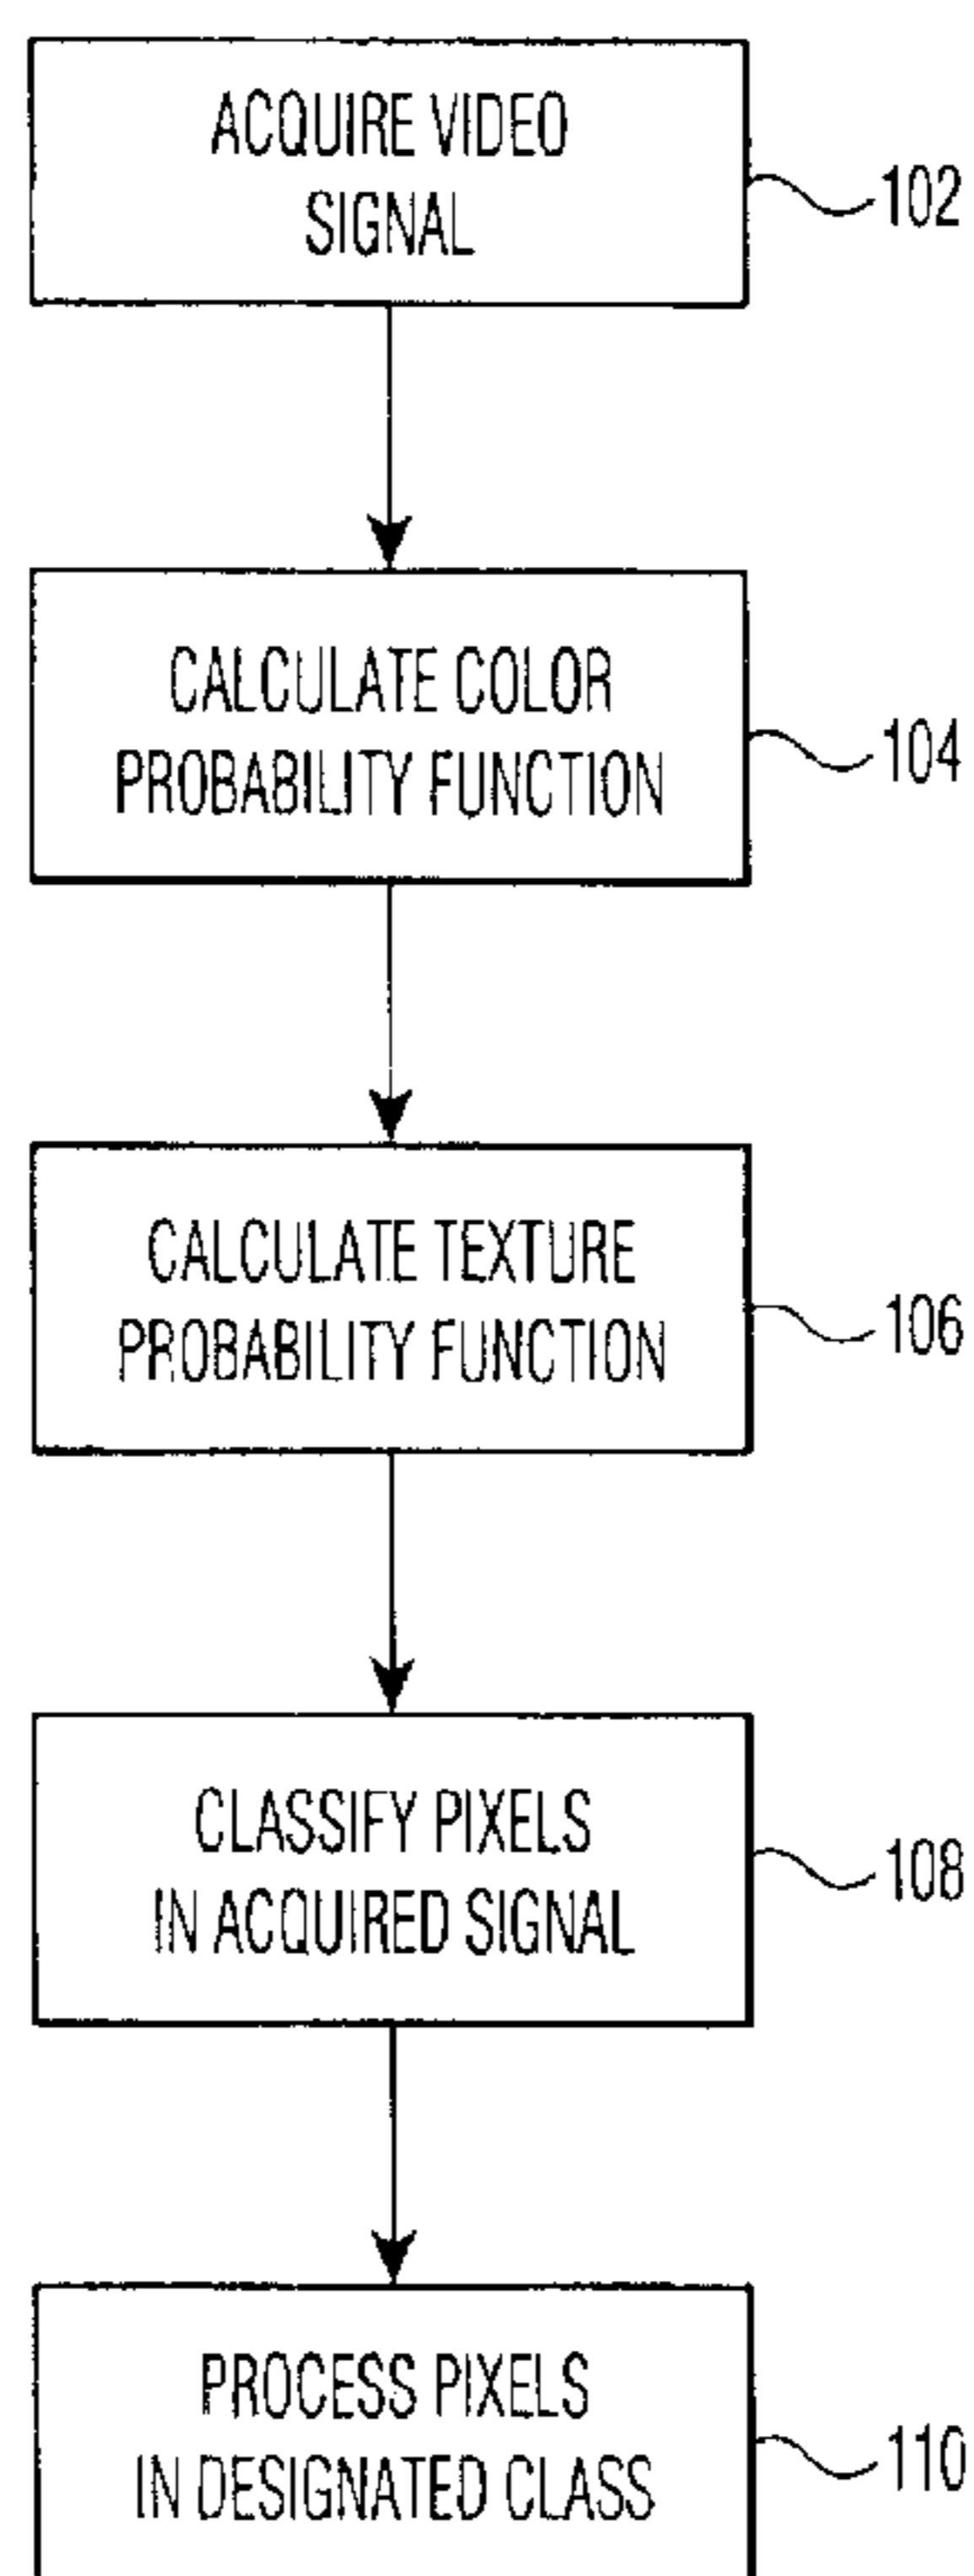 ACQUIRE VIDEO
SIGNAL
102
CALCULATE COLOR
PROBABILITY FUNCTION
104
CALCULATE TEXTURE
PROBABILITY FUNCTION
106
CLASSIFY PIXELS
IN ACQUIRED SIGNAL
108
PROCESS PIXELS
IN DESIGNATED CLASS
110